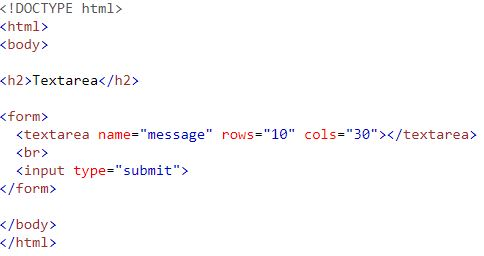 <!DOCTYPE html>
<html>
<body>
<h2>Textarea</h2>
<form>
<textarea name="message" rows="10" cols="30"></textarea>
<br>
<input type="submit">
</form>
</body>
</html>